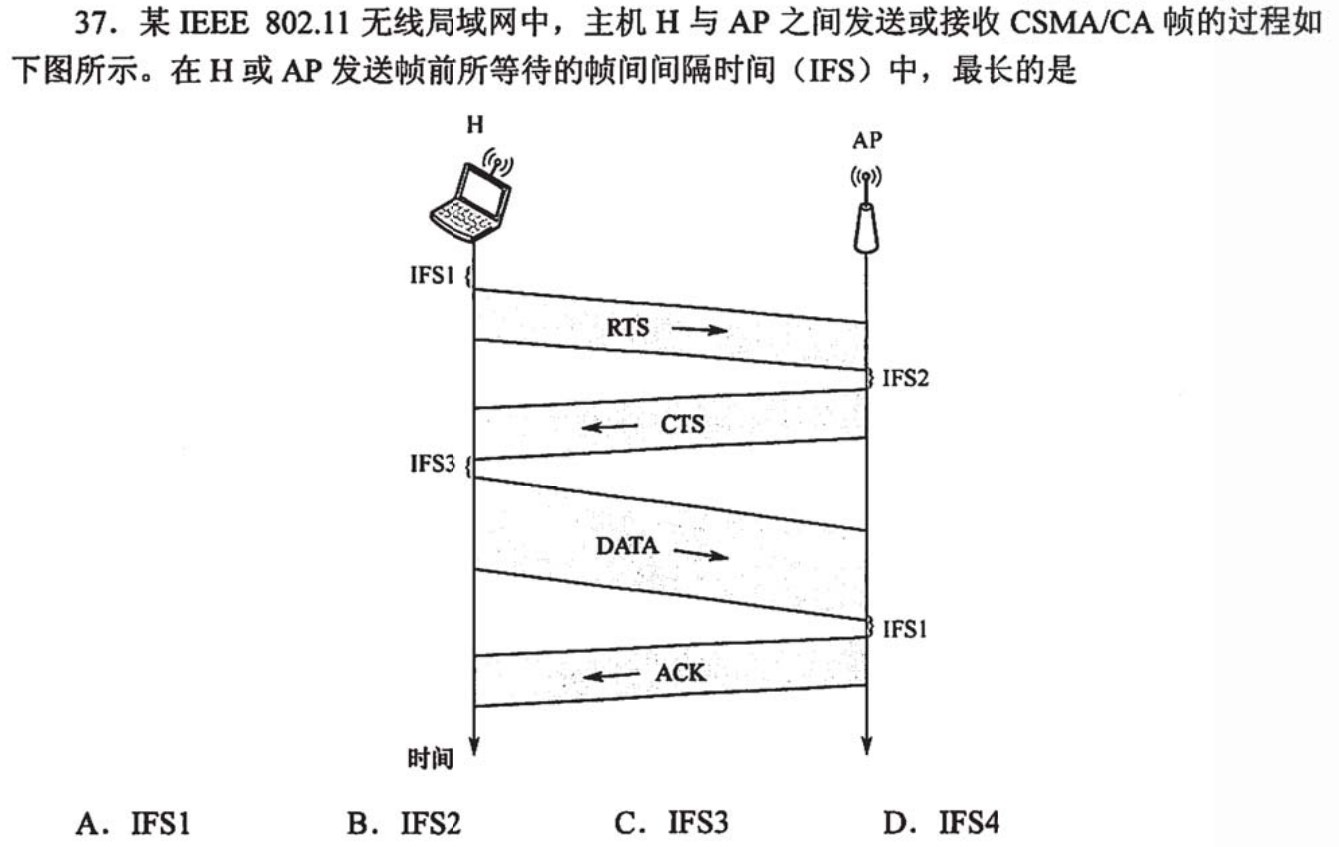 37．某 IEEE 802.11 无线局域网中，主机 H 与 AP 之间发送或接收 CSMA/CA 帧的过程如
下图所示。在 H 或 AP 发送帧前所等待的帧间间隔时间（IFS）中，最长的是
H
AP
IFS1
RTS
IFS2
CTS
IFS3
DATA
IFS1
ACK
时间
A．IFS1 B．IFS2 C．IFS3 D．IFS4